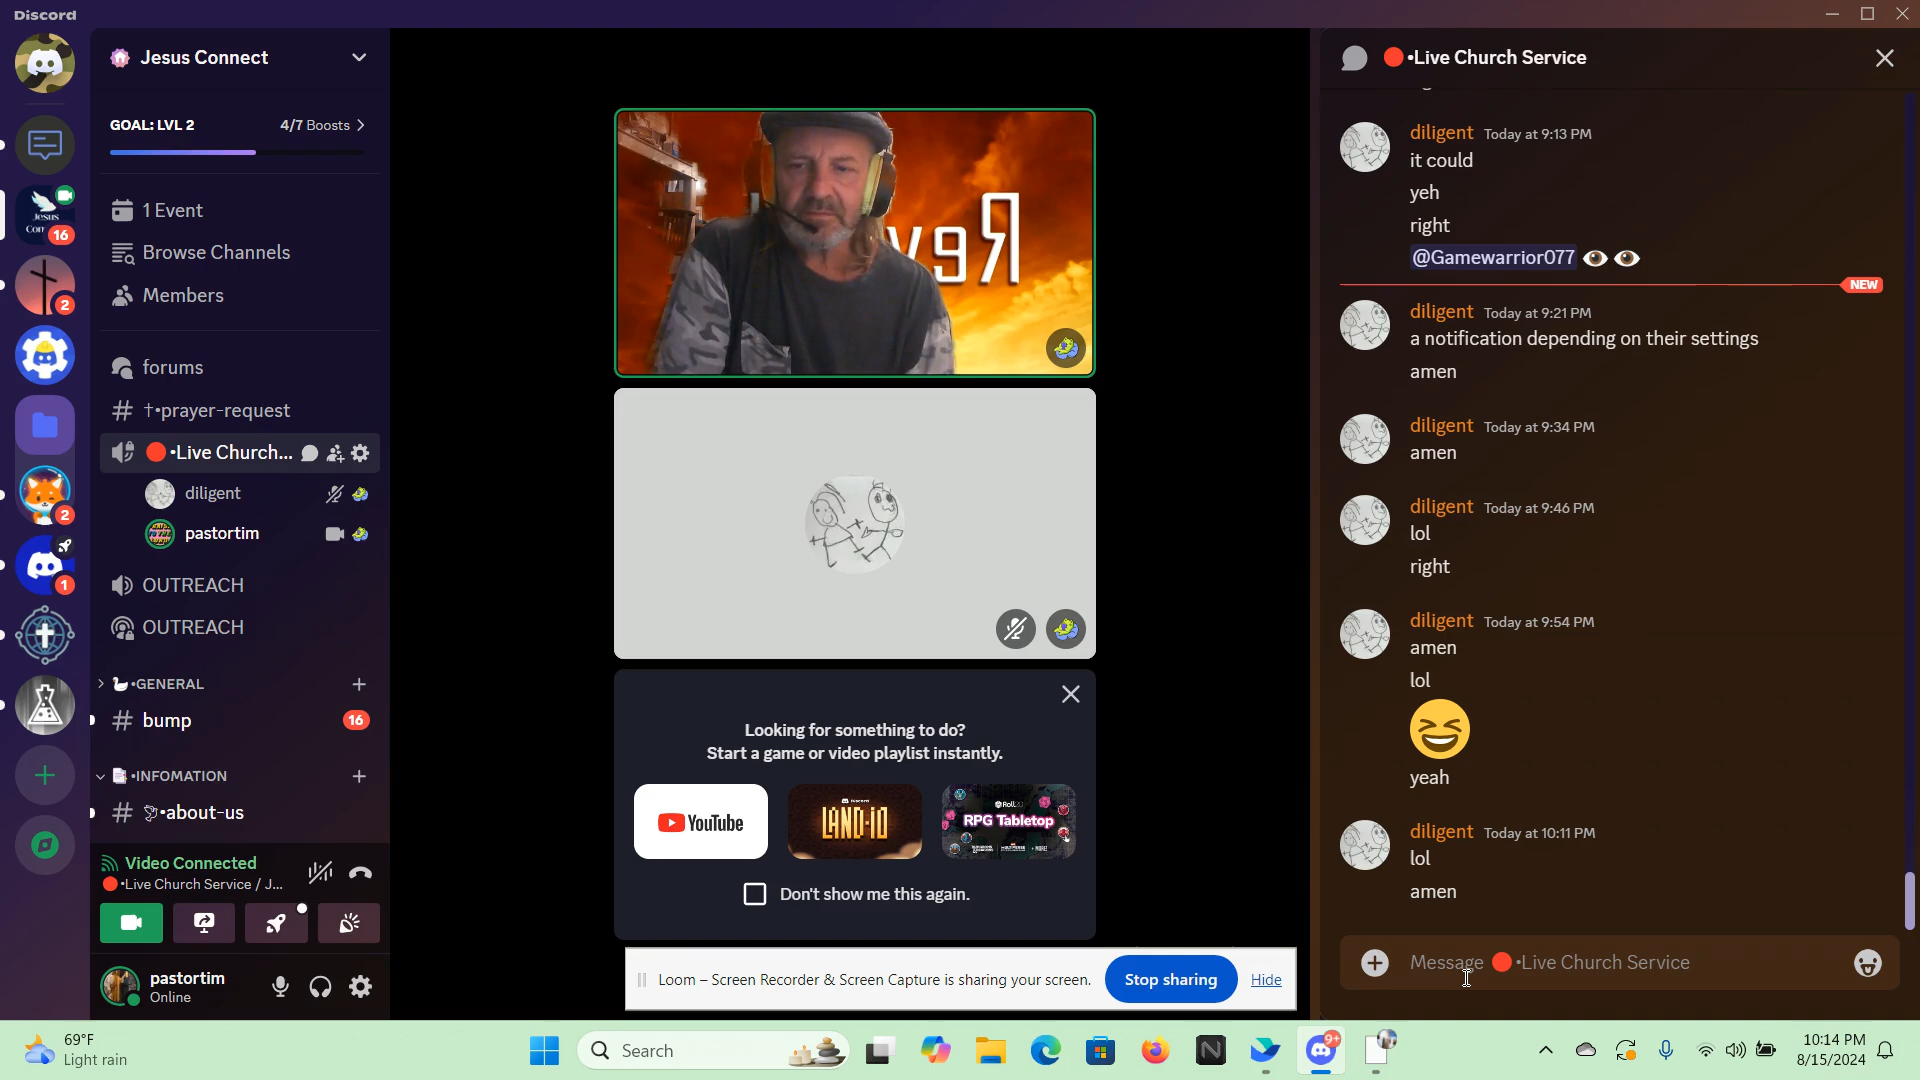 Discord
Jesus Connect
GOAL: LVL 2
4/7 Boosts
1 Event
Browse Channels
Members
forums
†•prayer-request
•Live Church...
diligent
pastortim
OUTREACH
OUTREACH
•GENERAL
bump
16
•INFOMATION
•about-us
Video Connected
•Live Church Service / J...
pastortim
Online
Jesus
16
2
2
1
Looking for something to do?
Start a game or video playlist instantly.
YouTube
LAND-IO
Roll20
RPG Tabletop
Don't show me this again.
Loom – Screen Recorder & Screen Capture is sharing your screen.
Stop sharing
Hide
•Live Church Service
diligent Today at 9:13 PM
it could
yeh
right
@Gamewarrior077 👁️ 👁️
NEW
diligent Today at 9:21 PM
a notification depending on their settings
amen
diligent Today at 9:34 PM
amen
diligent Today at 9:46 PM
lol
right
diligent Today at 9:54 PM
amen
lol
😆
yeah
diligent Today at 10:11 PM
lol
amen
Message 🔴•Live Church Service
69°F
Light rain
Search
9+
10:14 PM
8/15/2024